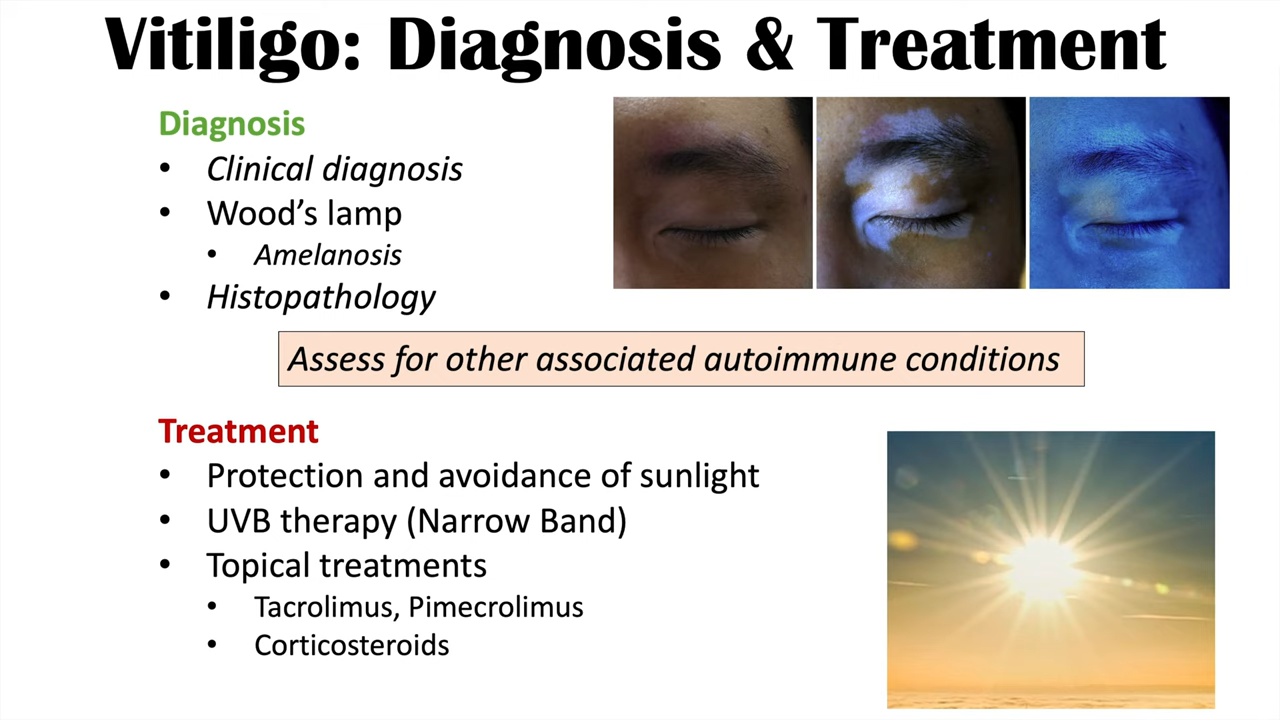 Vitiligo: Diagnosis & Treatment
Diagnosis
• Clinical diagnosis
• Wood’s lamp
• Amelanosis
• Histopathology
Assess for other associated autoimmune conditions
Treatment
• Protection and avoidance of sunlight
• UVB therapy (Narrow Band)
• Topical treatments
• Tacrolimus, Pimecrolimus
• Corticosteroids